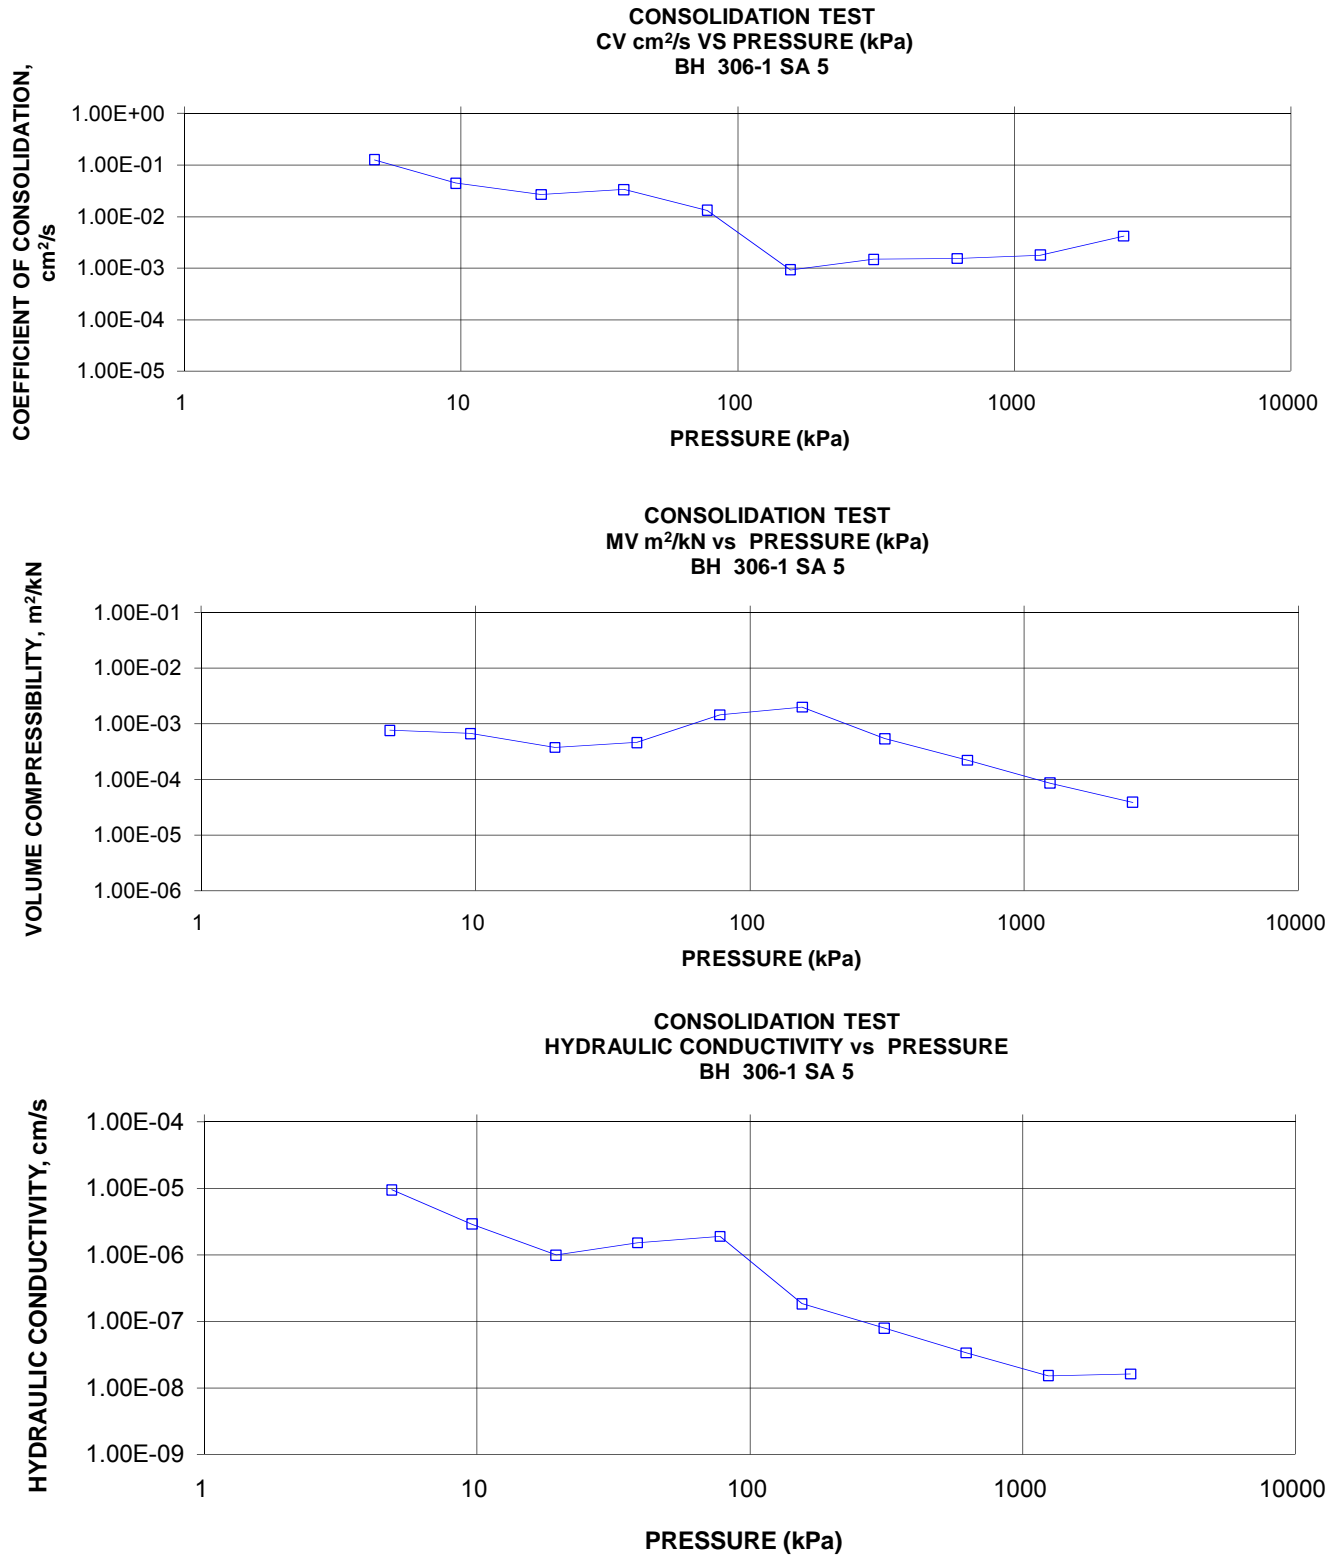 CONSOLIDATION TEST
CV cm²/s VS PRESSURE (kPa)
BH 306-1 SA 5
COEFFICIENT OF CONSOLIDATION,
cm²/s
1.00E+00
1.00E-01
1.00E-02
1.00E-03
1.00E-04
1.00E-05
1 10 100 1000 10000
PRESSURE (kPa)
CONSOLIDATION TEST
MV m²/kN vs PRESSURE (kPa)
BH 306-1 SA 5
VOLUME COMPRESSIBILITY, m²/kN
1.00E-01
1.00E-02
1.00E-03
1.00E-04
1.00E-05
1.00E-06
1 10 100 1000 10000
PRESSURE (kPa)
CONSOLIDATION TEST
HYDRAULIC CONDUCTIVITY vs PRESSURE
BH 306-1 SA 5
HYDRAULIC CONDUCTIVITY, cm/s
1.00E-04
1.00E-05
1.00E-06
1.00E-07
1.00E-08
1.00E-09
1 10 100 1000 10000
PRESSURE (kPa)